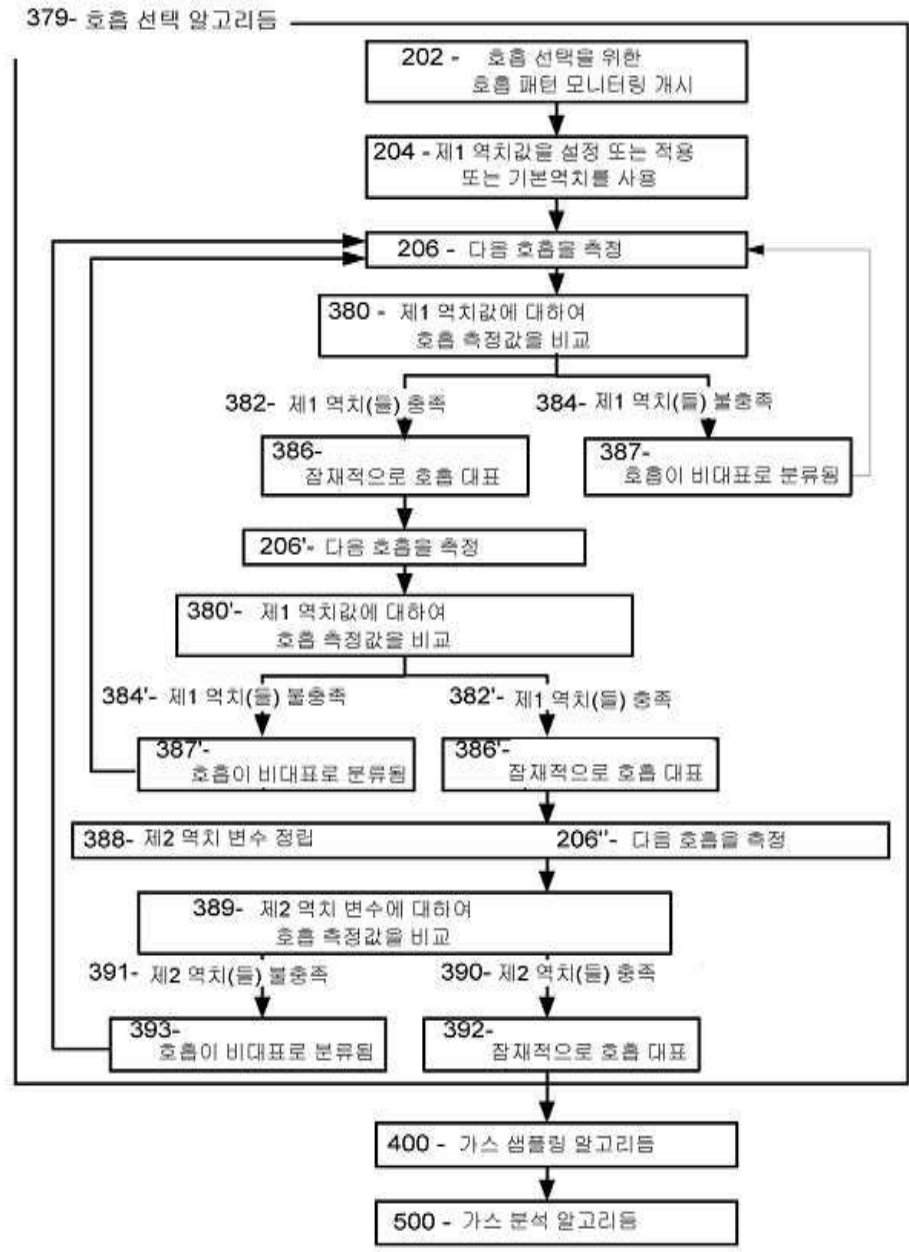 379- 호흡 선택 알고리듬
202 - 호흡 선택을 위한
호흡 패턴 모니터링 개시
204 - 제1 역치값을 설정 또는 적용
또는 기본역치를 사용
206 - 다음 호흡을 측정
380 - 제1 역치값에 대하여
호흡 측정값을 비교
382- 제1 역치(들) 충족
384- 제1 역치(들) 불충족
386-
잠재적으로 호흡 대표
387-
호흡이 비대표로 분류됨
206'- 다음 호흡을 측정
380'- 제1 역치값에 대하여
호흡 측정값을 비교
384'- 제1 역치(들) 불충족
382'- 제1 역치(들) 충족
387'-
호흡이 비대표로 분류됨
386'-
잠재적으로 호흡 대표
388- 제2 역치 변수 정립
206''- 다음 호흡을 측정
389- 제2 역치 변수에 대하여
호흡 측정값을 비교
391- 제2 역치(들) 불충족
390- 제2 역치(들) 충족
393-
호흡이 비대표로 분류됨
392-
잠재적으로 호흡 대표
400 - 가스 샘플링 알고리듬
500 - 가스 분석 알고리듬